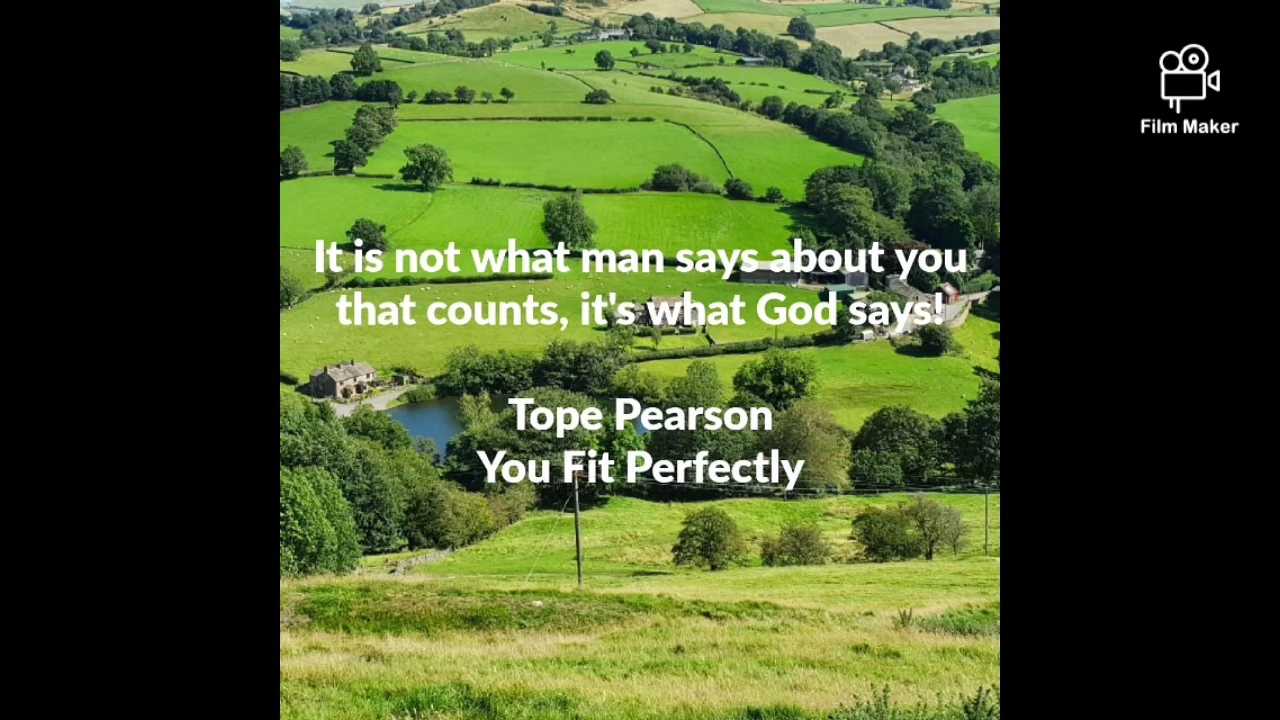 It is not what man says about you
that counts, it's what God says!
Tope Pearson
You Fit Perfectly
Film Maker